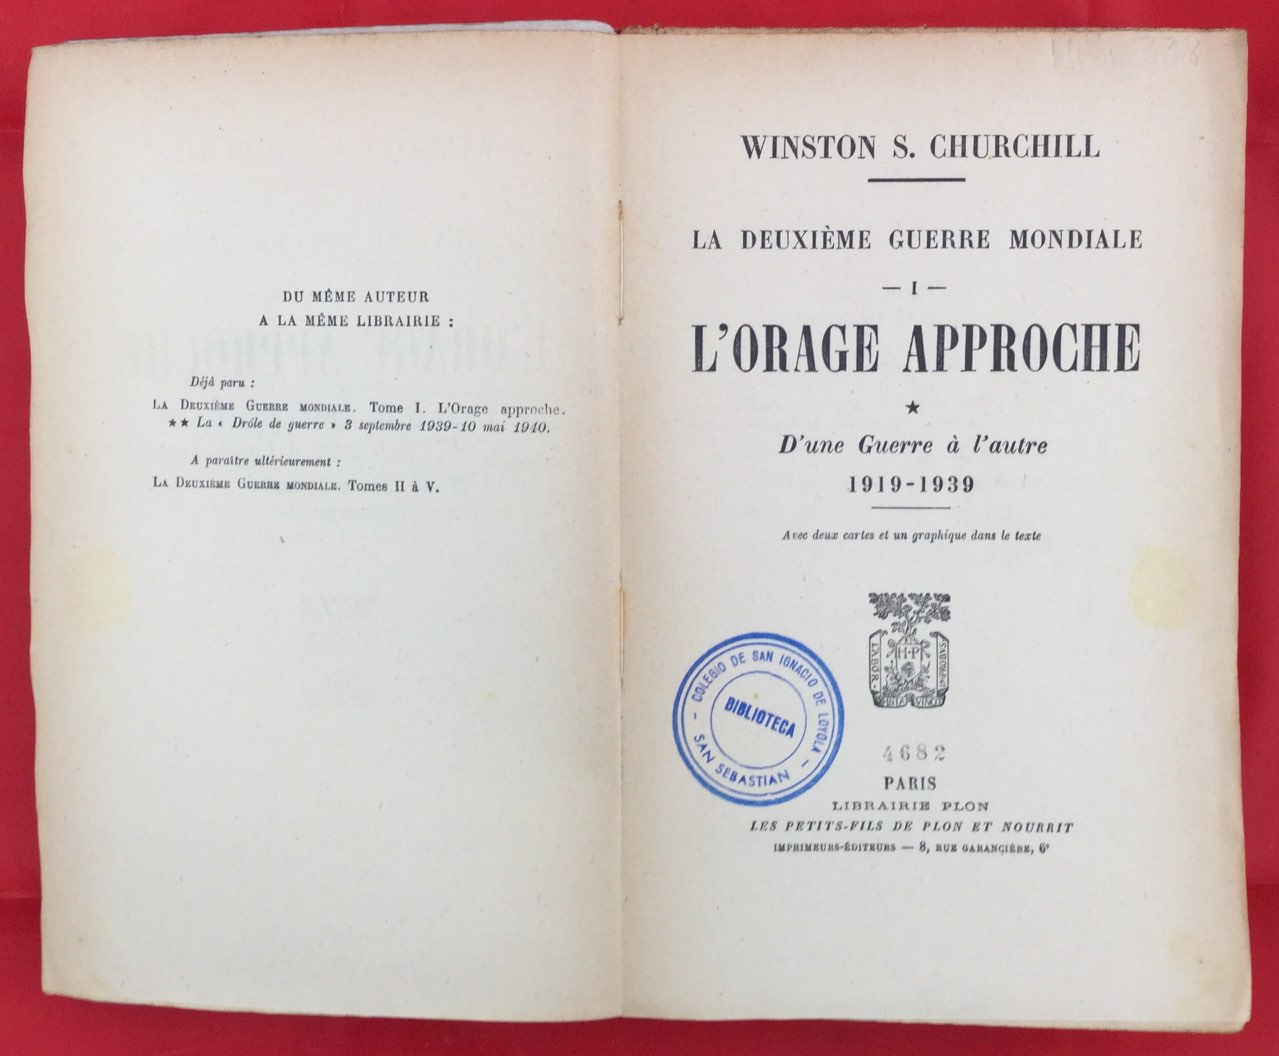 DU MÊME AUTEUR
A LA MÊME LIBRAIRIE :
Déjà paru :
LA DEUXIÈME GUERRE MONDIALE. Tome I. L'Orage approche.
★★ La « Drôle de guerre » 3 septembre 1939-10 mai 1940.
A paraître ultérieurement :
LA DEUXIÈME GUERRE MONDIALE. Tomes II à V.
WINSTON S. CHURCHILL
LA DEUXIÈME GUERRE MONDIALE
— I —
L'ORAGE APPROCHE
★
D'une Guerre à l'autre
1919-1939
Avec deux cartes et un graphique dans le texte
LABOR
H·P
COLEGIO DE SAN IGNACIO DE LOYOLA
BIBLIOTECA
SAN SEBASTIAN
4682
PARIS
LIBRAIRIE PLON
LES PETITS-FILS DE PLON ET NOURRIT
IMPRIMEURS-ÉDITEURS — 8, RUE GARANCIÈRE, 6e